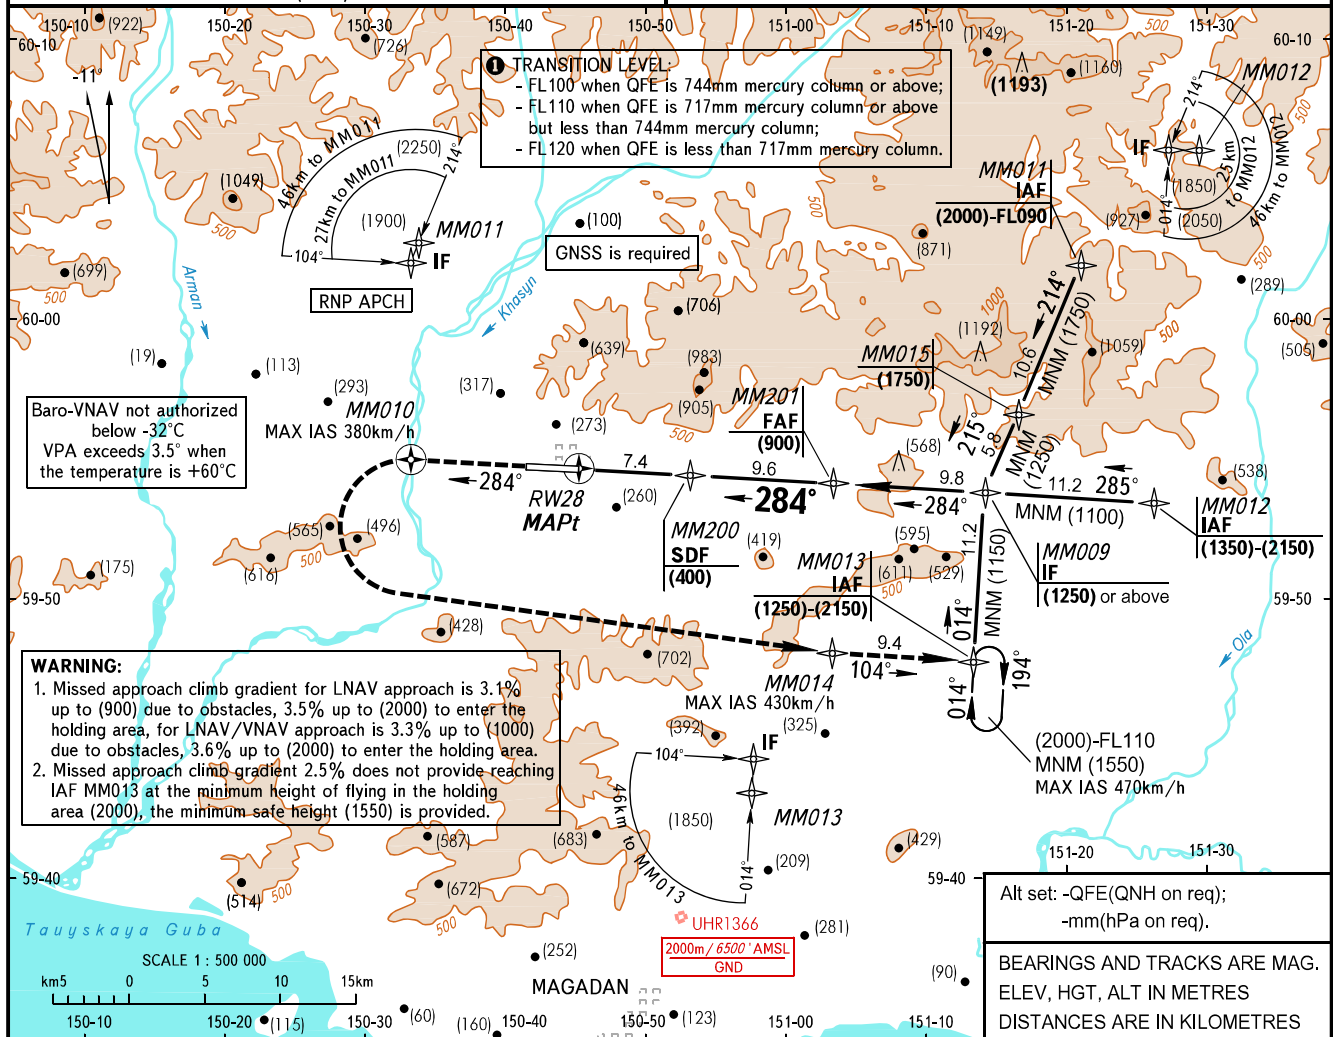 150-10
150-20
150-30
150-40
150-50
151-00
151-10
151-20
151-30
60-10
60-10
(922)
(726)
-11°
1 TRANSITION LEVEL:
- FL100 when QFE is 744mm mercury column or above;
- FL110 when QFE is 717mm mercury column or above
but less than 744mm mercury column;
- FL120 when QFE is less than 717mm mercury column.
(1149)
500
(1193)
(1160)
MM012
500
214°
IF
25 km
to MM012
46km to MM012
(1850)
(2050)
014°
(927)
46km to MM011
27km to MM011
(2250)
(1900)
214°
MM011
IF
104°
(1049)
500
RNP APCH
(100)
GNSS is required
MM011
IAF
(2000)-FL090
500
(871)
500
(289)
(699)
500
Arman
Khasyn
60-00
60-00
(706)
(639)
(983)
(905)
500
1000
(1192)
214°
10.6
MNM (1750)
500
(1059)
(505)
(19)
(113)
(293)
(317)
(273)
MM015
(1750)
MM201
FAF
(900)
215°
5.8
MNM
(1250)
(568)
Baro-VNAV not authorized
below -32°C
VPA exceeds 3.5° when
the temperature is +60°C
MM010
MAX IAS 380km/h
284°
RW28
MAPt
7.4
9.6
284°
9.8
284°
11.2
285°
MNM (1100)
(538)
MM012
IAF
(1350)-(2150)
(260)
MM200
SDF
(400)
(419)
MM013
IAF
(1250)-(2150)
(595)
(611)
(529)
500
11.2
MNM (1150)
014°
MM009
IF
(1250) or above
(565)
(496)
500
(616)
(175)
59-50
59-50
(428)
(702)
9.4
104°
MM014
MAX IAS 430km/h
014°
194°
(2000)-FL110
MNM (1550)
MAX IAS 470km/h
Ola
WARNING:
1. Missed approach climb gradient for LNAV approach is 3.1%
up to (900) due to obstacles, 3.5% up to (2000) to enter the
holding area, for LNAV/VNAV approach is 3.3% up to (1000)
due to obstacles, 3.6% up to (2000) to enter the holding area.
2. Missed approach climb gradient 2.5% does not provide reaching
IAF MM013 at the minimum height of flying in the holding
area (2000), the minimum safe height (1550) is provided.
(392)
(325)
104°
IF
46km to MM013
(1850)
MM013
014°
(587)
(683)
(672)
500
(514)
500
(209)
(429)
151-20
151-30
59-40
59-40
UHR1366
2000m/6500'AMSL
GND
(281)
(252)
(90)
MAGADAN
(60)
(160)
(123)
(115)
Tauyskaya Guba
SCALE 1 : 500 000
km5 0 5 10 15km
150-10
150-20
150-30
150-40
150-50
151-00
151-10
Alt set: -QFE(QNH on req);
-mm(hPa on req).
BEARINGS AND TRACKS ARE MAG.
ELEV, HGT, ALT IN METRES
DISTANCES ARE IN KILOMETRES